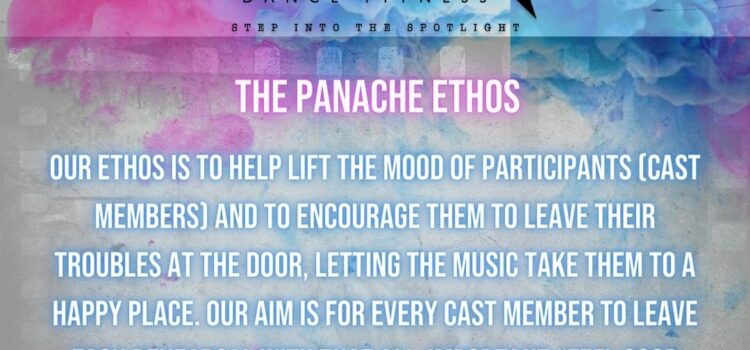 DANCE FITNESS
STEP INTO THE SPOTLIGHT
THE PANACHE ETHOS
OUR ETHOS IS TO HELP LIFT THE MOOD OF PARTICIPANTS (CAST
MEMBERS) AND TO ENCOURAGE THEM TO LEAVE THEIR
TROUBLES AT THE DOOR, LETTING THE MUSIC TAKE THEM TO A
HAPPY PLACE. OUR AIM IS FOR EVERY CAST MEMBER TO LEAVE